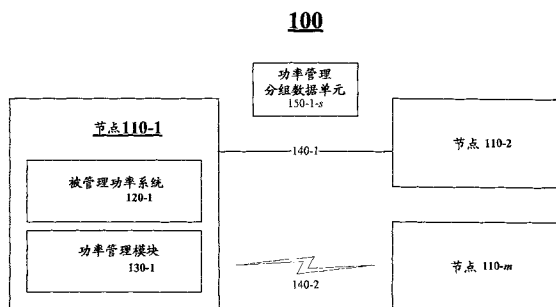 100
功率管理
分组数据单元
150-1-s
节点110-1
被管理功率系统
120-1
功率管理模块
130-1
140-1
节点 110-2
140-2
节点 110-m